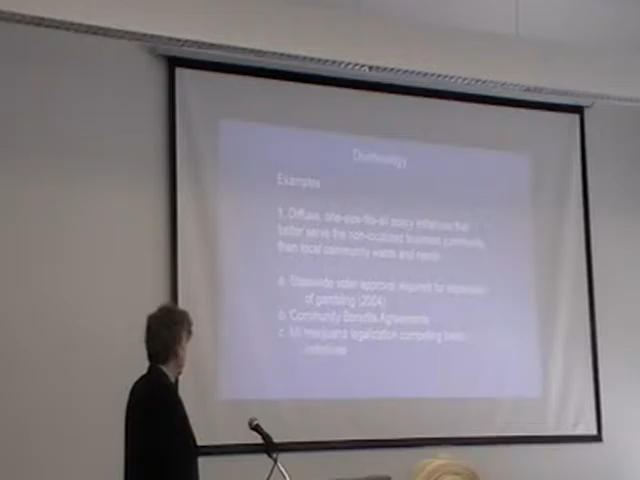 Examples
1. Diffuse, one-size-fits-all policy initiatives that
better serve the non-localized business community
than local community wants and needs
a. Statewide voter approval required for expansion
of gambling (2004)
b. Community Benefits Agreements
c. MI marijuana legalization competing
initiatives